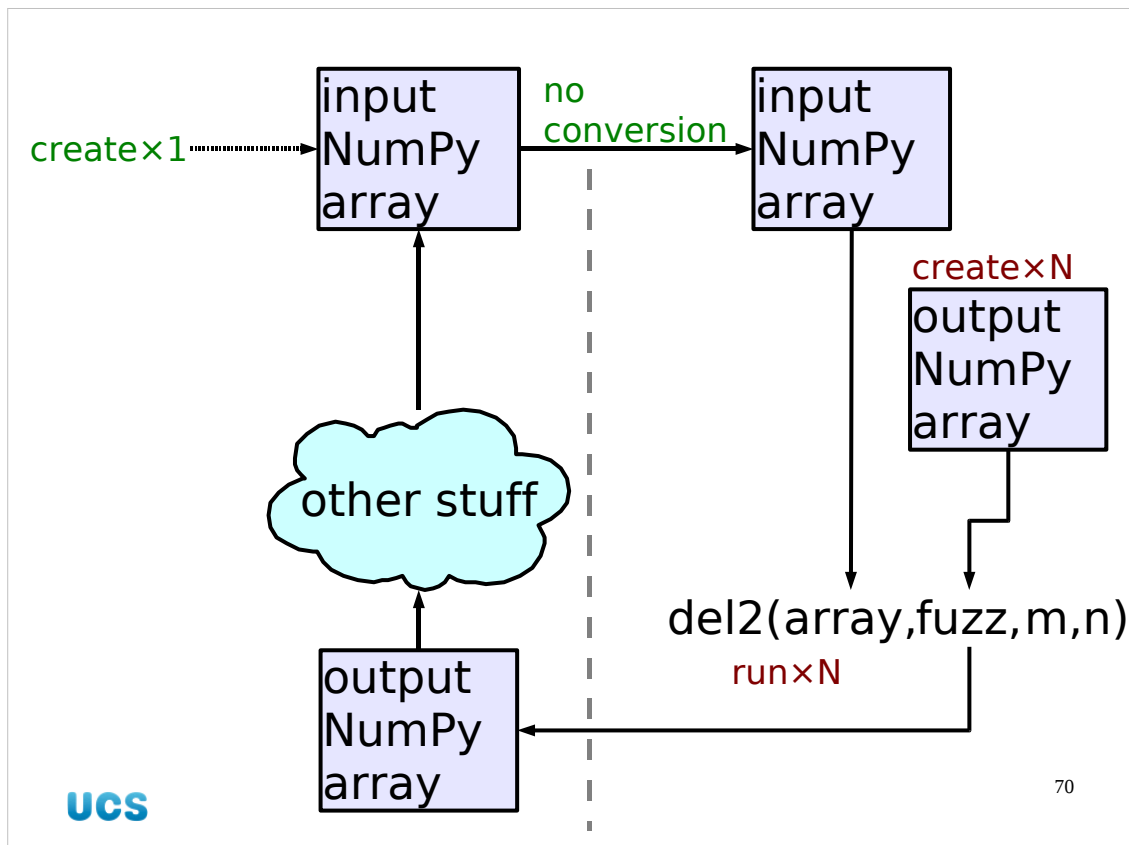 create×1
input
NumPy
array
no
conversion
input
NumPy
array
create×N
output
NumPy
array
other stuff
del2(array,fuzz,m,n)
run×N
output
NumPy
array
UCS
70